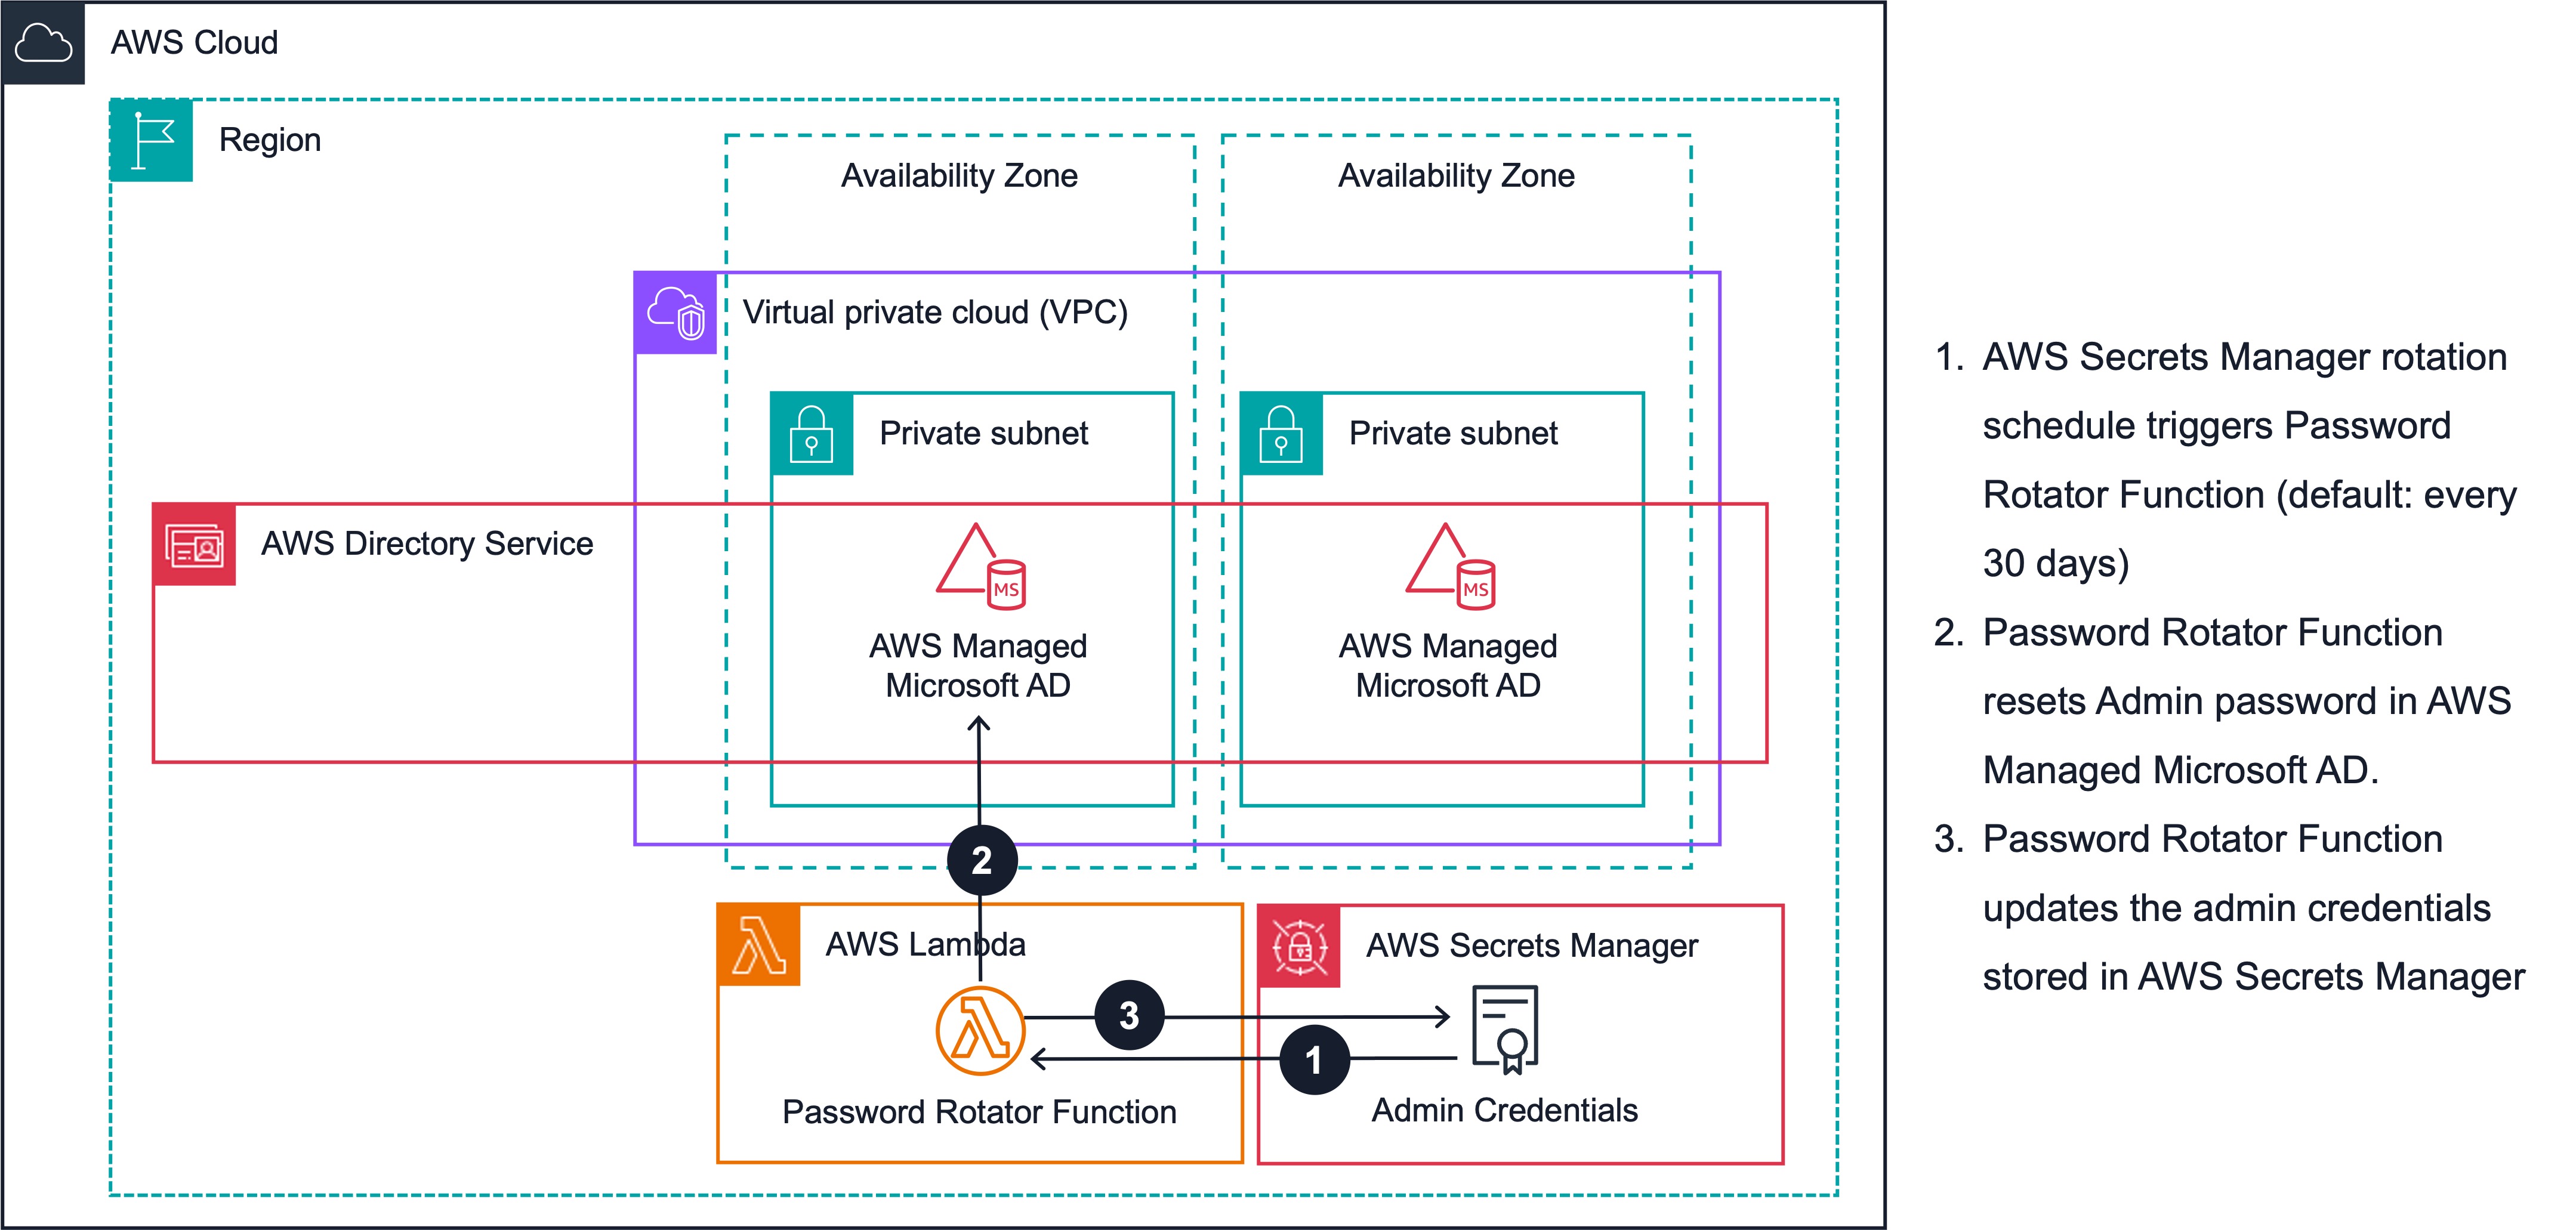 AWS Cloud
Region
Availability Zone
Availability Zone
Virtual private cloud (VPC)
Private subnet
Private subnet
AWS Directory Service
MS
MS
AWS Managed
Microsoft AD
AWS Managed
Microsoft AD
2
AWS Lambda
AWS Secrets Manager
3
1
Password Rotator Function
Admin Credentials
1. AWS Secrets Manager rotation
schedule triggers Password
Rotator Function (default: every
30 days)
2. Password Rotator Function
resets Admin password in AWS
Managed Microsoft AD.
3. Password Rotator Function
updates the admin credentials
stored in AWS Secrets Manager